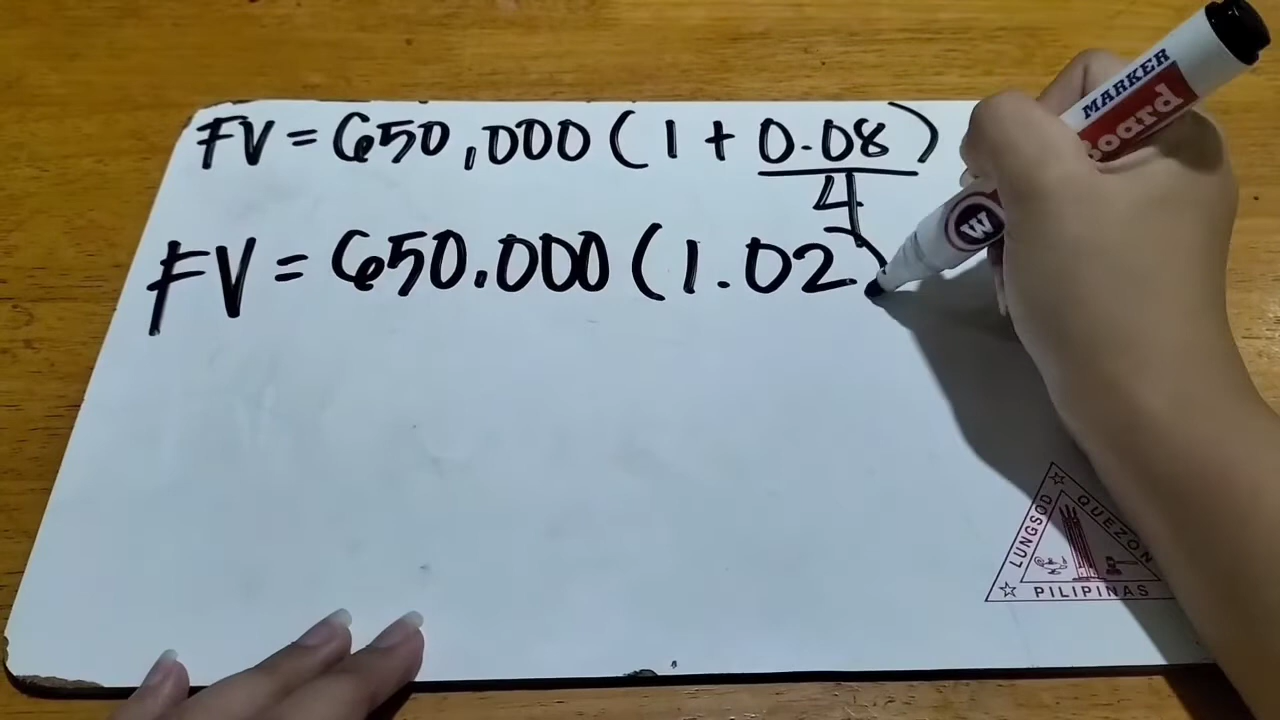 FV = 650,000 ( 1 + 0.08 )
4
FV = 650.000 ( 1.02 )
MARKER
Board
W
LUNGSOD QUEZON
PILIPINAS